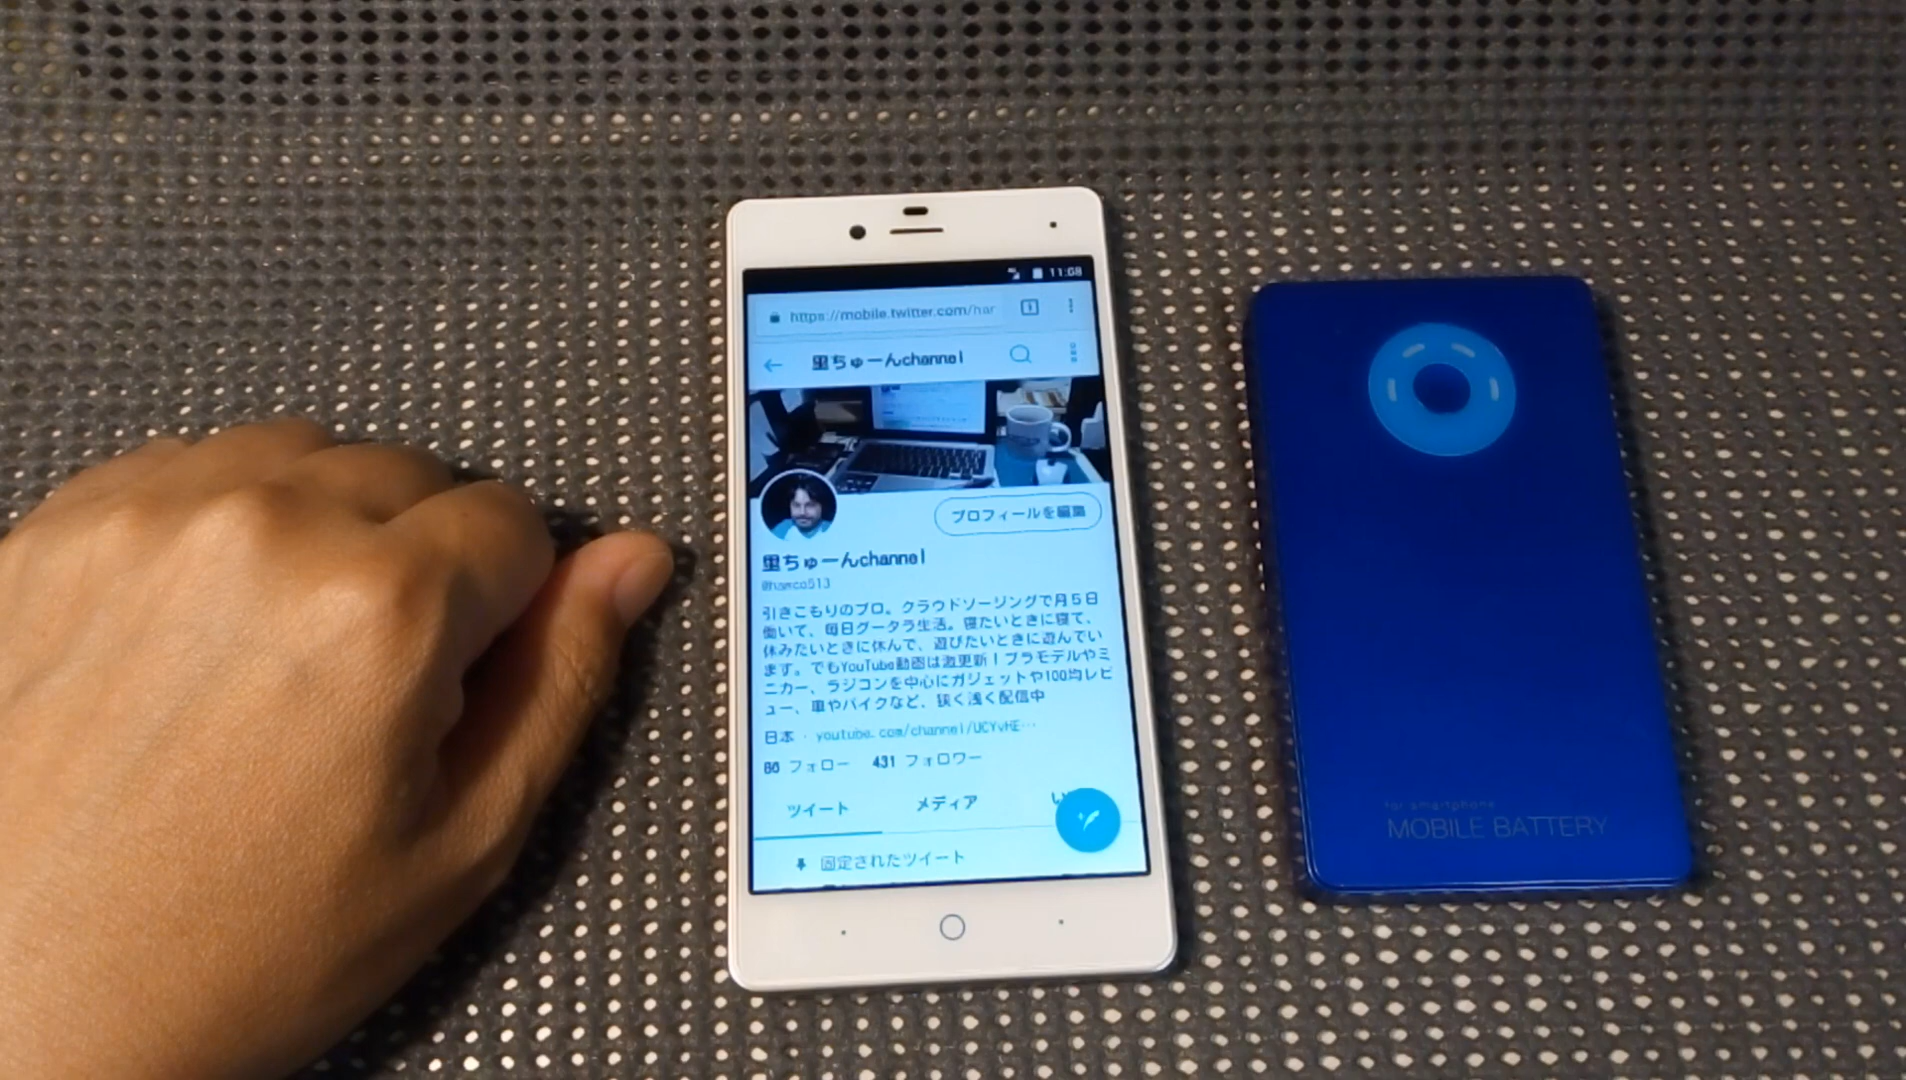 11:08
https://mobile.twitter.com/har
里ちゅーんchannel
プロフィールを編集
里ちゅーんchannel
@hamco513
引きこもりのプロ。クラウドソーシングで月５日
働いて、毎日グータラ生活。寝たいときに寝て、
休みたいときに休んで、遊びたいときに遊んでい
ます。でもYouTube動画は激更新！プラモデルやミ
ニカー、ラジコンを中心にガジェットや100均レビ
ュー、車やバイクなど、狭く浅く配信中
日本 · youtube.com/channel/UCYvHE…
86 フォロー 431 フォロワー
ツイート メディア い
固定されたツイート
for smartphone
MOBILE BATTERY